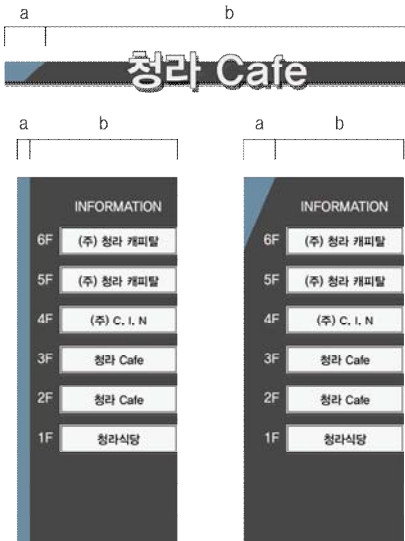 a b
청라 Cafe
a b
INFORMATION
6F (주) 청라 캐피탈
5F (주) 청라 캐피탈
4F (주) C. I. N
3F 청라 Cafe
2F 청라 Cafe
1F 청라식당
a b
INFORMATION
6F (주) 청라 캐피탈
5F (주) 청라 캐피탈
4F (주) C. I. N
3F 청라 Cafe
2F 청라 Cafe
1F 청라식당